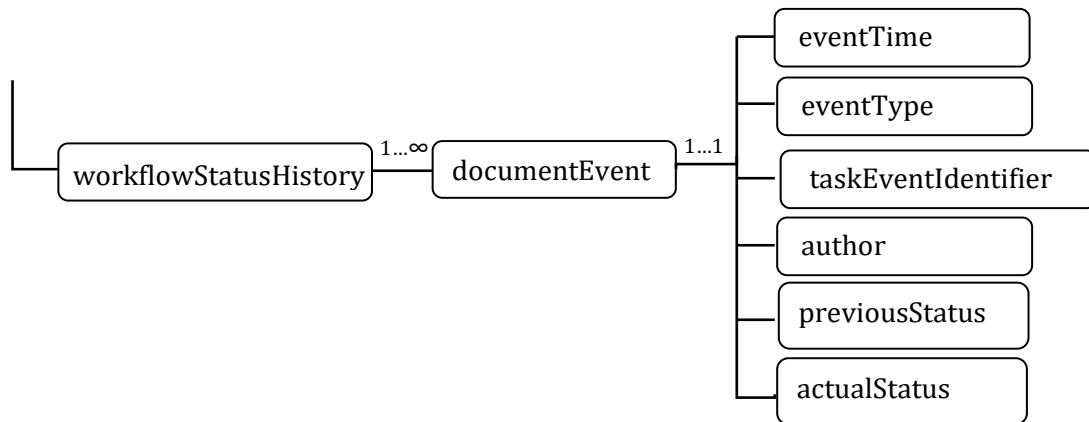 workflowStatusHistory
1...∞
documentEvent
1...1
eventTime
eventType
taskEventIdentifier
author
previousStatus
actualStatus